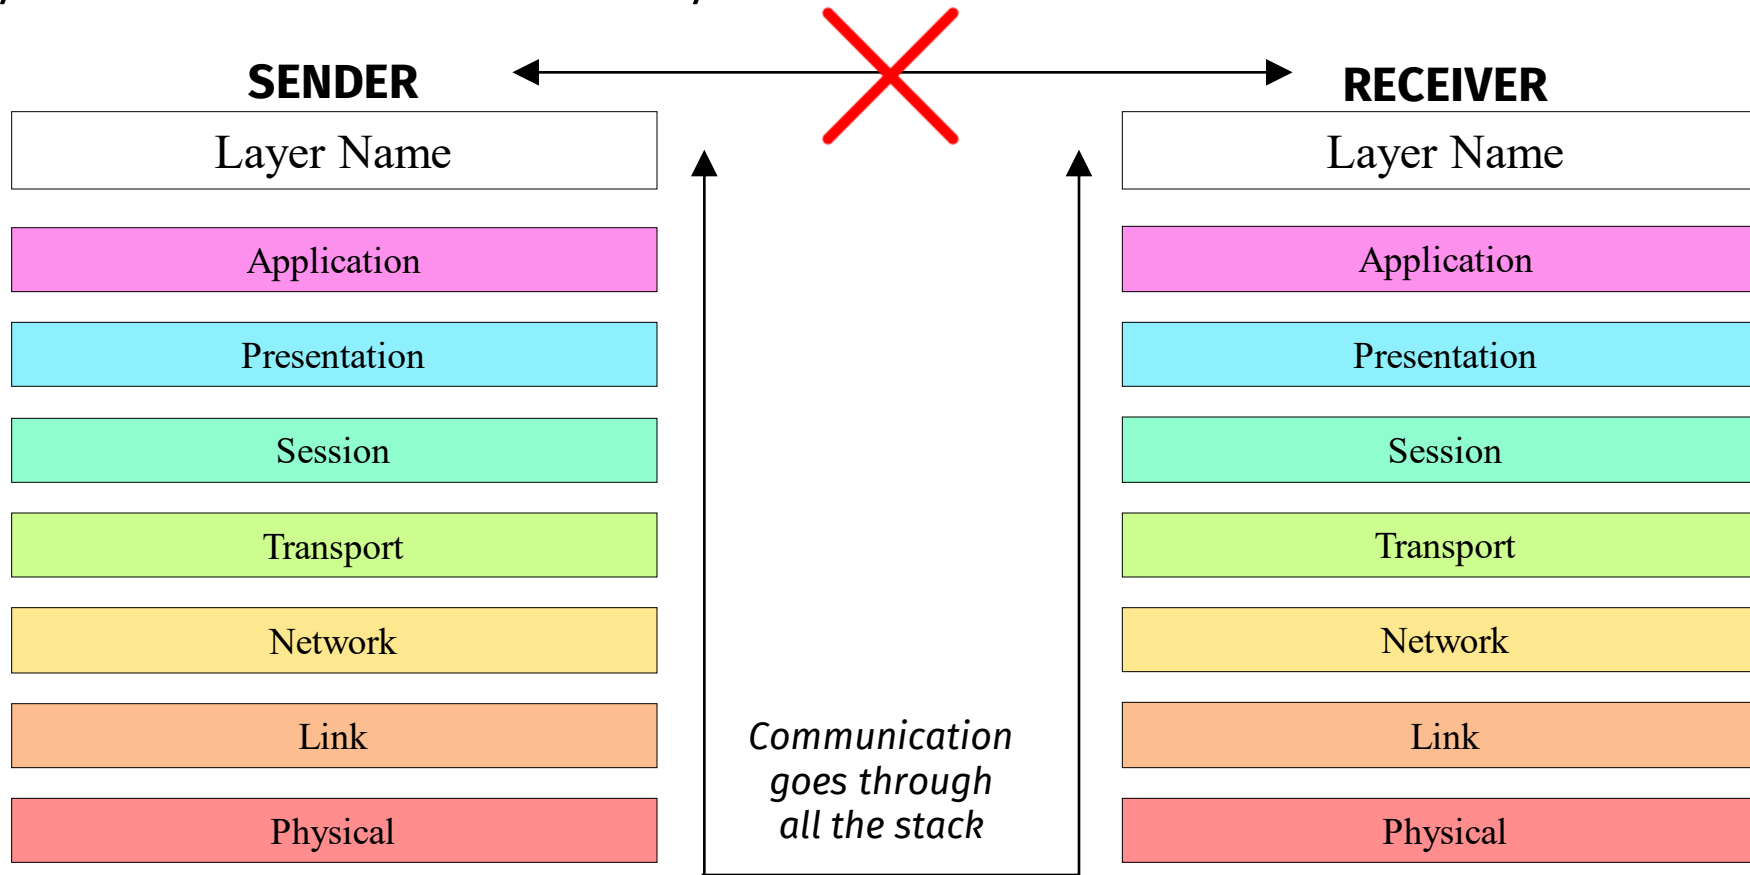 SENDER
RECEIVER
Layer Name
Layer Name
Application
Application
Presentation
Presentation
Session
Session
Transport
Transport
Network
Network
Link
Link
Communication
goes through
all the stack
Physical
Physical